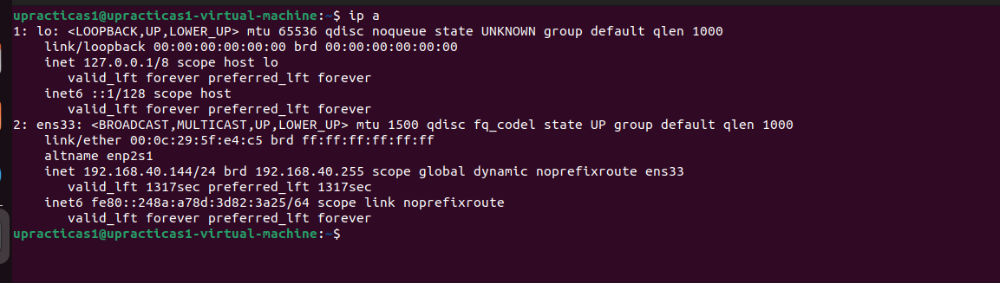 upracticas1@upracticas1-virtual-machine:~$ ip a
1: lo: <LOOPBACK,UP,LOWER_UP> mtu 65536 qdisc noqueue state UNKNOWN group default qlen 1000
    link/loopback 00:00:00:00:00:00 brd 00:00:00:00:00:00
    inet 127.0.0.1/8 scope host lo
       valid_lft forever preferred_lft forever
    inet6 ::1/128 scope host
       valid_lft forever preferred_lft forever
2: ens33: <BROADCAST,MULTICAST,UP,LOWER_UP> mtu 1500 qdisc fq_codel state UP group default qlen 1000
    link/ether 00:0c:29:5f:e4:c5 brd ff:ff:ff:ff:ff:ff
    altname enp2s1
    inet 192.168.40.144/24 brd 192.168.40.255 scope global dynamic noprefixroute ens33
       valid_lft 1317sec preferred_lft 1317sec
    inet6 fe80::248a:a78d:3d82:3a25/64 scope link noprefixroute
       valid_lft forever preferred_lft forever
upracticas1@upracticas1-virtual-machine:~$